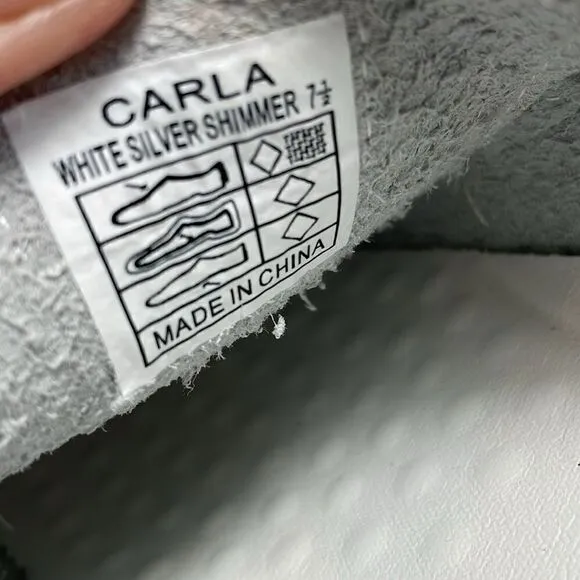 CARLA
WHITE SILVER SHIMMER 7½
MADE IN CHINA